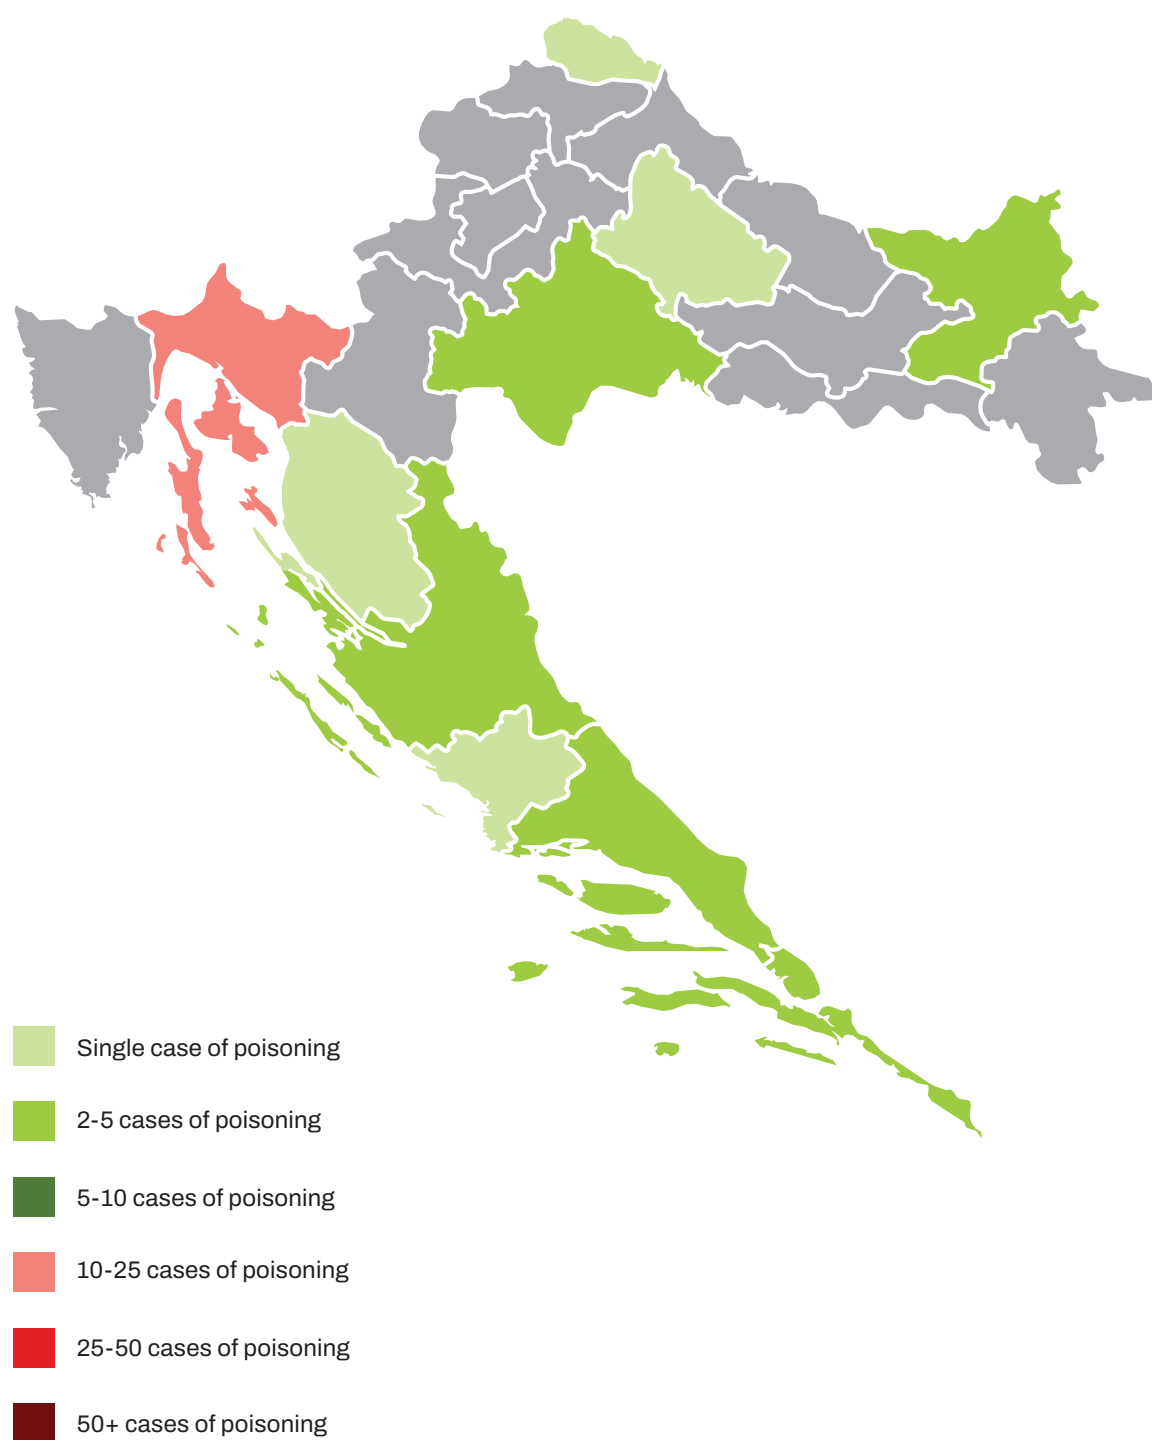 Single case of poisoning
2-5 cases of poisoning
5-10 cases of poisoning
10-25 cases of poisoning
25-50 cases of poisoning
50+ cases of poisoning